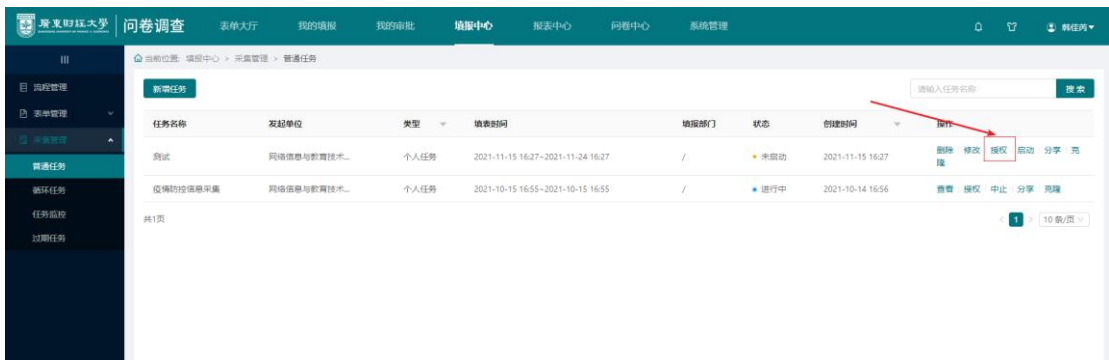 廣東财經大學 问卷调查 表单大厅 我的填报 我的审批 填报中心 报表中心 问卷中心 系统管理
当前位置: 填报中心 > 采集管理 > 普通任务
流程管理
新增任务 请输入任务名称 搜索
表单管理
任务名称 发起单位 类型 填表时间 填报部门 状态 创建时间 操作
采集管理
测试 网络信息与教育技术... 个人任务 2021-11-15 16:27~2021-11-24 16:27 / 未启动 2021-11-15 16:27 删除 修改 授权 启动 分享 克
隆
普通任务
循环任务
疫情防控信息采集 网络信息与教育技术... 个人任务 2021-10-15 16:55~2021-10-15 16:55 / 进行中 2021-10-14 16:56 查看 授权 中止 分享 克隆
任务监控
共1页 1 10 条/页
过期任务